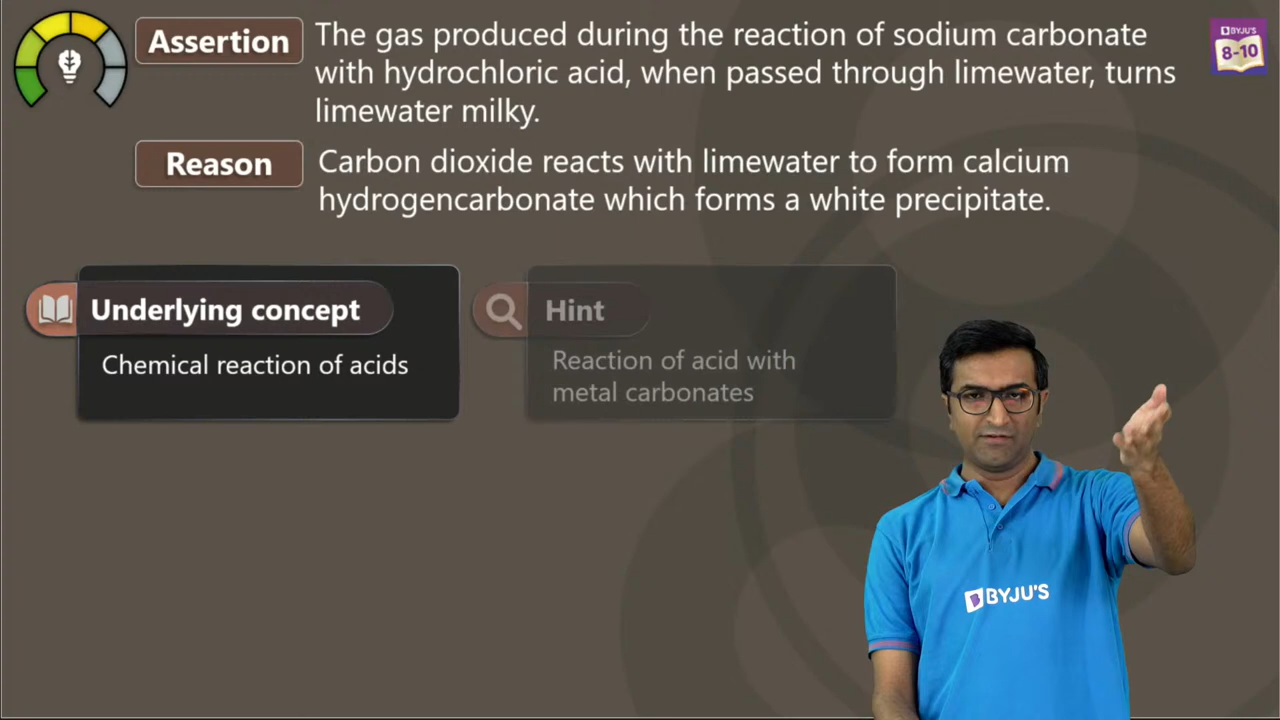 Assertion
The gas produced during the reaction of sodium carbonate
with hydrochloric acid, when passed through limewater, turns
limewater milky.
BYJU'S
8-10
Reason
Carbon dioxide reacts with limewater to form calcium
hydrogencarbonate which forms a white precipitate.
Underlying concept
Chemical reaction of acids
Hint
Reaction of acid with
metal carbonates
BYJU'S